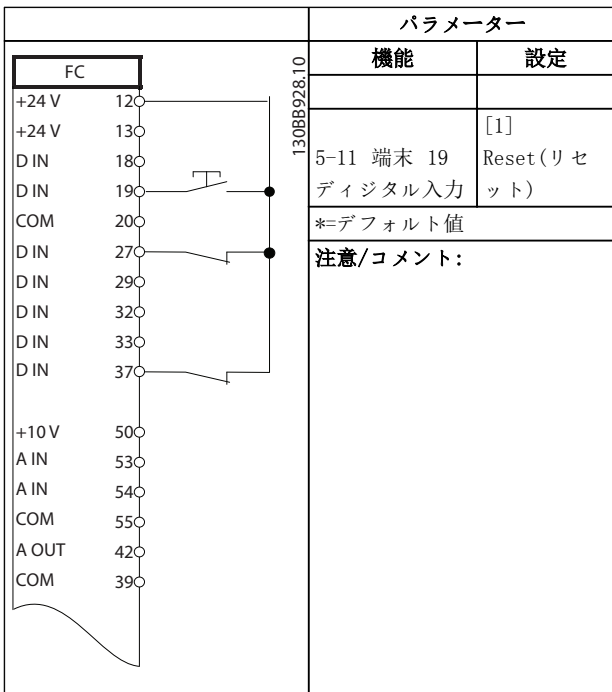 FC
+24 V 12
+24 V 13
D IN 18
D IN 19
COM 20
D IN 27
D IN 29
D IN 32
D IN 33
D IN 37
+10 V 50
A IN 53
A IN 54
COM 55
A OUT 42
COM 39
130BB928.10
パラメーター
機能 設定
5-11 端末 19
ディジタル入力
[1]
Reset(リセ
ット)
*=デフォルト値
注意/コメント: